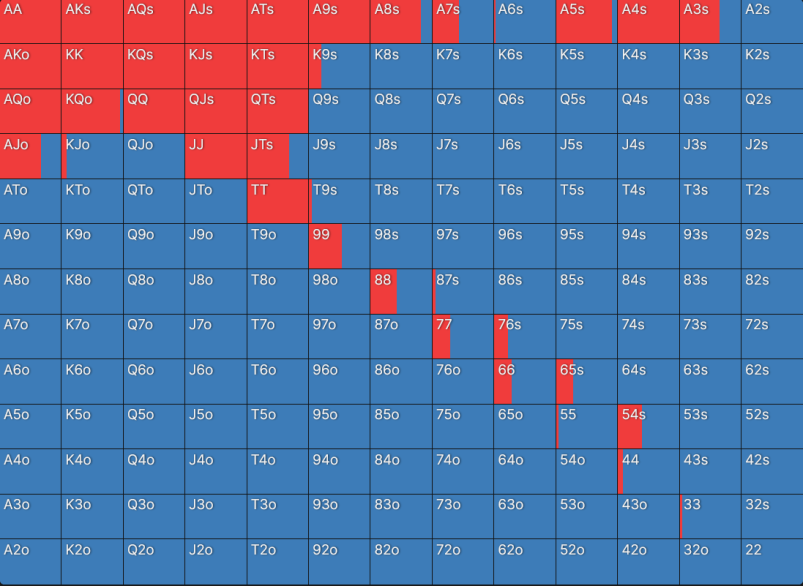 AA AKs AQs AJs ATs A9s A8s A7s A6s A5s A4s A3s A2s
AKo KK KQs KJs KTs K9s K8s K7s K6s K5s K4s K3s K2s
AQo KQo QQ QJs QTs Q9s Q8s Q7s Q6s Q5s Q4s Q3s Q2s
AJo KJo QJo JJ JTs J9s J8s J7s J6s J5s J4s J3s J2s
ATo KTo QTo JTo TT T9s T8s T7s T6s T5s T4s T3s T2s
A9o K9o Q9o J9o T9o 99 98s 97s 96s 95s 94s 93s 92s
A8o K8o Q8o J8o T8o 98o 88 87s 86s 85s 84s 83s 82s
A7o K7o Q7o J7o T7o 97o 87o 77 76s 75s 74s 73s 72s
A6o K6o Q6o J6o T6o 96o 86o 76o 66 65s 64s 63s 62s
A5o K5o Q5o J5o T5o 95o 85o 75o 65o 55 54s 53s 52s
A4o K4o Q4o J4o T4o 94o 84o 74o 64o 54o 44 43s 42s
A3o K3o Q3o J3o T3o 93o 83o 73o 63o 53o 43o 33 32s
A2o K2o Q2o J2o T2o 92o 82o 72o 62o 52o 42o 32o 22